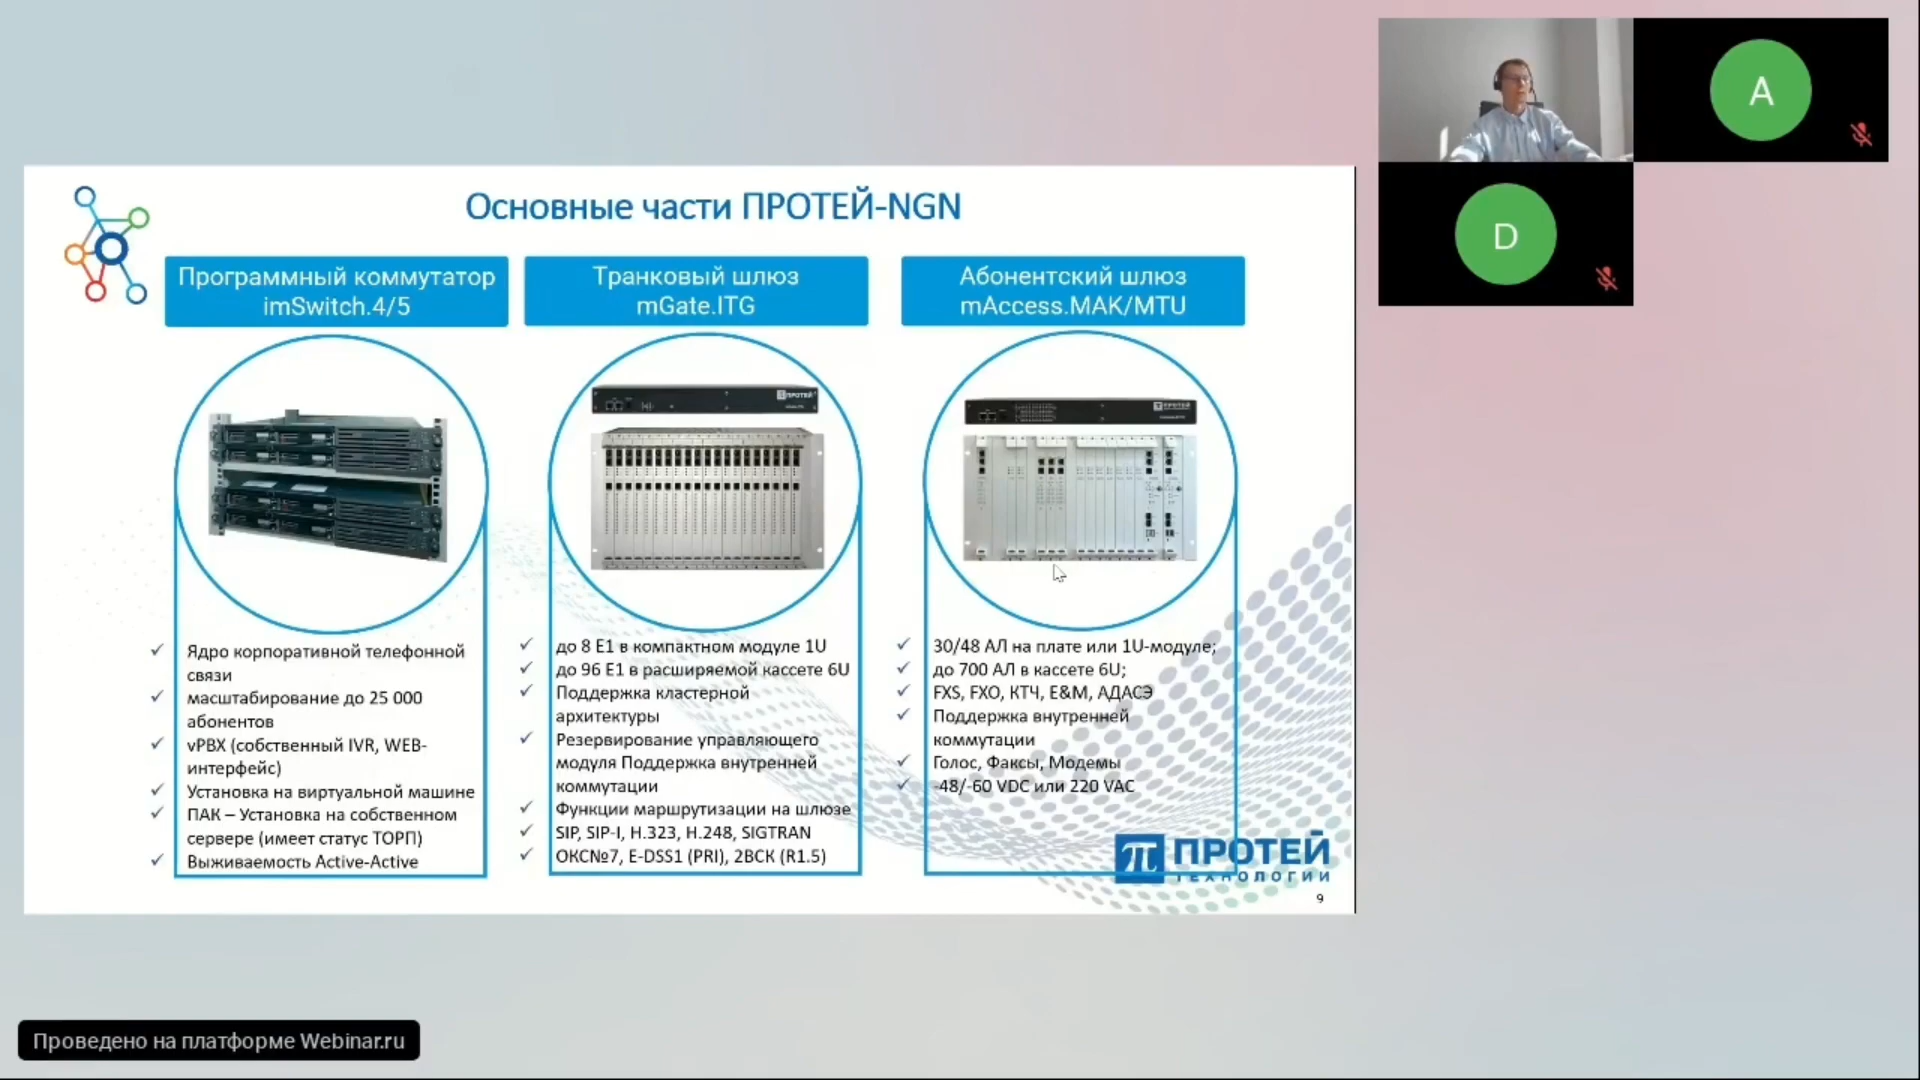 Основные части ПРОТЕЙ-NGN
Программный коммутатор
imSwitch.4/5
Ядро корпоративной телефонной
связи
масштабирование до 25 000
абонентов
vPBX (собственный IVR, WEB-
интерфейс)
Установка на виртуальной машине
ПАК – Установка на собственном
сервере (имеет статус ТОРП)
Выживаемость Active-Active
Транковый шлюз
mGate.ITG
ПРОТЕЙ
до 8 Е1 в компактном модуле 1U
до 96 Е1 в расширяемой кассете 6U
Поддержка кластерной
архитектуры
Резервирование управляющего
модуля Поддержка внутренней
коммутации
Функции маршрутизации на шлюзе
SIP, SIP-I, H.323, H.248, SIGTRAN
ОКС№7, E-DSS1 (PRI), 2ВСК (R1.5)
Абонентский шлюз
mAccess.MAK/MTU
ПРОТЕЙ
30/48 АЛ на плате или 1U-модуле;
до 700 АЛ в кассете 6U;
FXS, FXO, КТЧ, E&M, АДАСЭ
Поддержка внутренней
коммутации
Голос, Факсы, Модемы
-48/-60 VDC или 220 VAC
ПРОТЕЙ
ТЕХНОЛОГИИ
9
A
D
Проведено на платформе Webinar.ru